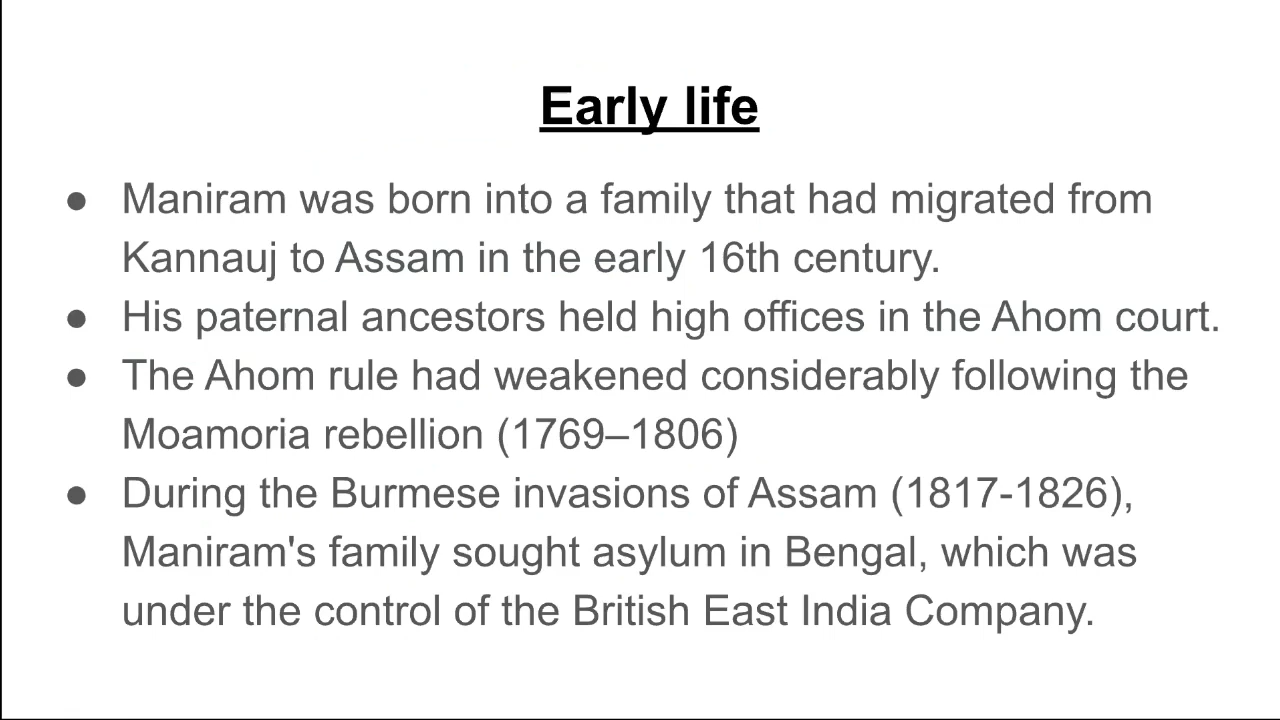 Early life
● Maniram was born into a family that had migrated from
Kannauj to Assam in the early 16th century.
● His paternal ancestors held high offices in the Ahom court.
● The Ahom rule had weakened considerably following the
Moamoria rebellion (1769–1806)
● During the Burmese invasions of Assam (1817-1826),
Maniram's family sought asylum in Bengal, which was
under the control of the British East India Company.